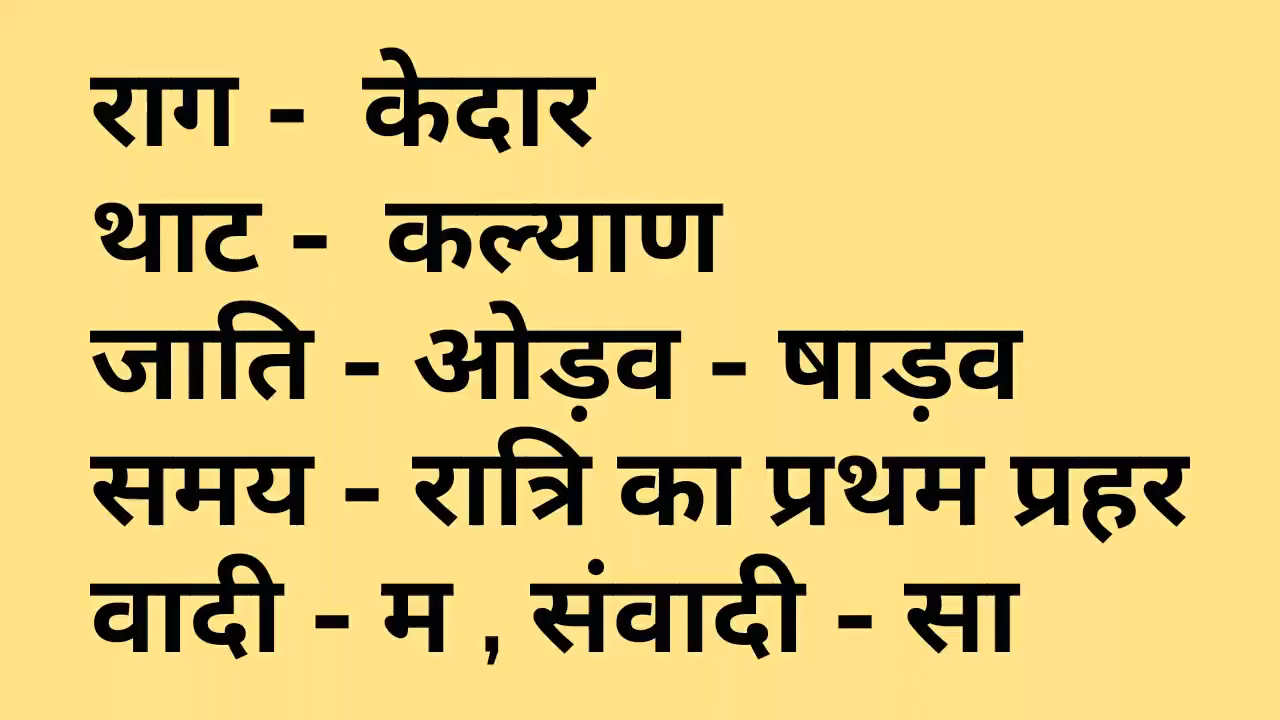 राग - केदार
थाट - कल्याण
जाति - ओड़व - षाड़व
समय - रात्रि का प्रथम प्रहर
वादी - म , संवादी - सा